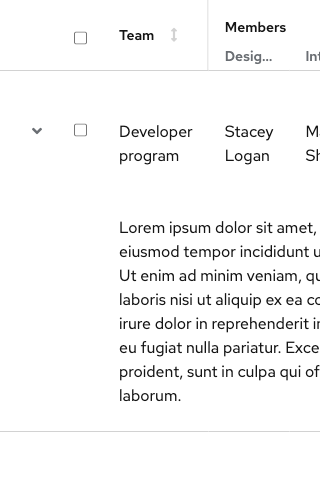 Team
Members
Desig...
Developer program
Stacey Logan
Lorem ipsum dolor sit amet,
eiusmod tempor incididunt u
Ut enim ad minim veniam, qu
laboris nisi ut aliquip ex ea co
irure dolor in reprehenderit in
eu fugiat nulla pariatur. Exce
proident, sunt in culpa qui of
laborum.